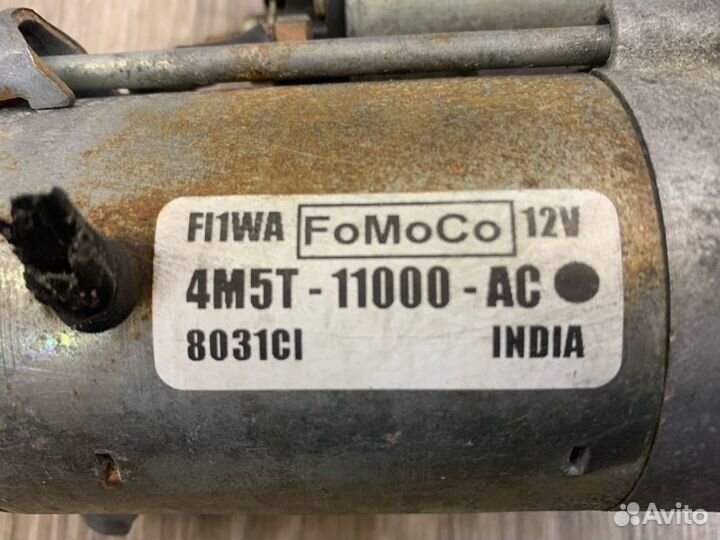 FI1WA FoMoCo 12V
4M5T - 11000 - AC
8031CI INDIA
Avito